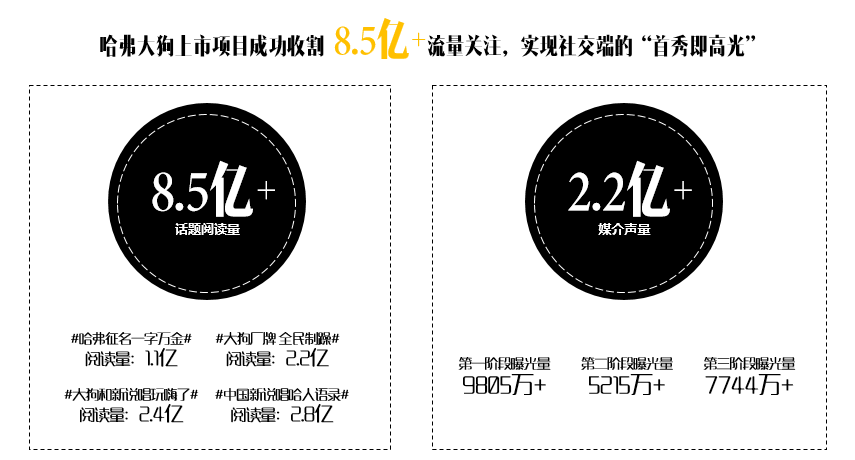 哈弗大狗上市项目成功收割 8.5亿+流量关注，实现社交端的“首秀即高光”
8.5亿+
话题阅读量
#哈弗征名一字万金#
阅读量：1.1亿
#大狗厂牌 全民制躁#
阅读量：2.2亿
#大狗和新说唱玩嗨了#
阅读量：2.4亿
#中国新说唱哈人语录#
阅读量：2.8亿
2.2亿+
媒介声量
第一阶段曝光量
9805万+
第二阶段曝光量
5215万+
第三阶段曝光量
7744万+